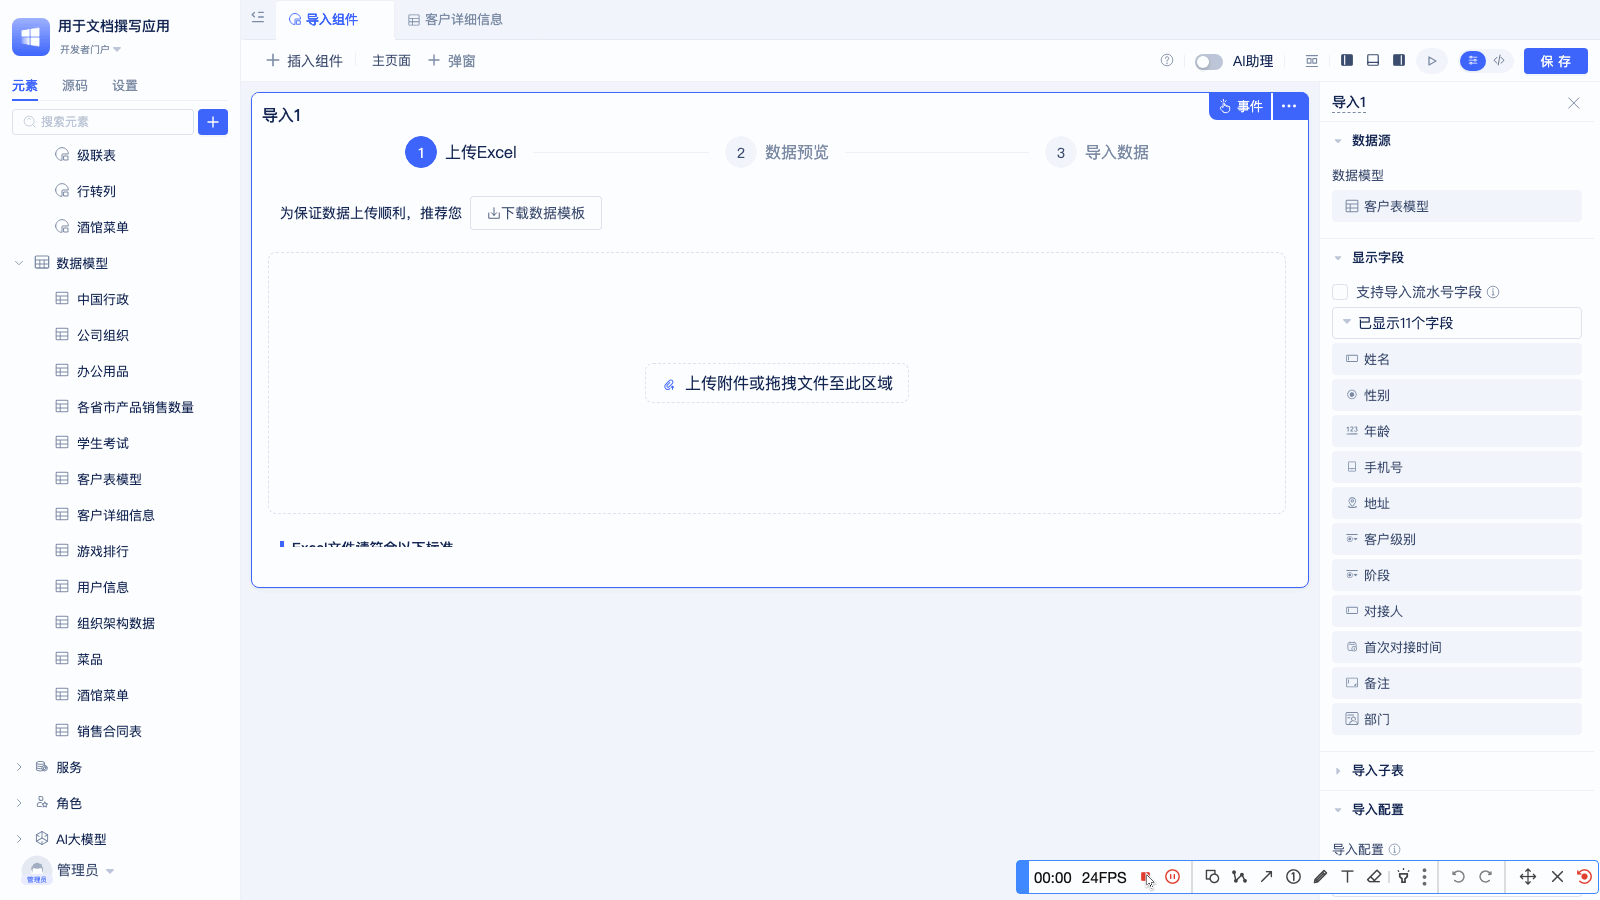 用于文档撰写应用
开发者门户
元素
源码
设置
搜索元素
级联表
行转列
酒馆菜单
数据模型
中国行政
公司组织
办公用品
各省市产品销售数量
学生考试
客户表模型
客户详细信息
游戏排行
用户信息
组织架构数据
菜品
酒馆菜单
销售合同表
服务
角色
AI大模型
管理员
管理员
导入组件
客户详细信息
插入组件
主页面
弹窗
AI助理
保存
导入1
事件
1
上传Excel
2
数据预览
3
导入数据
为保证数据上传顺利，推荐您
下载数据模板
上传附件或拖拽文件至此区域
Excel文件请符合以下标准
导入1
数据源
数据模型
客户表模型
显示字段
支持导入流水号字段
已显示11个字段
姓名
性别
123
年龄
手机号
地址
客户级别
阶段
对接人
首次对接时间
备注
部门
导入子表
导入配置
导入配置
00:00
24FPS